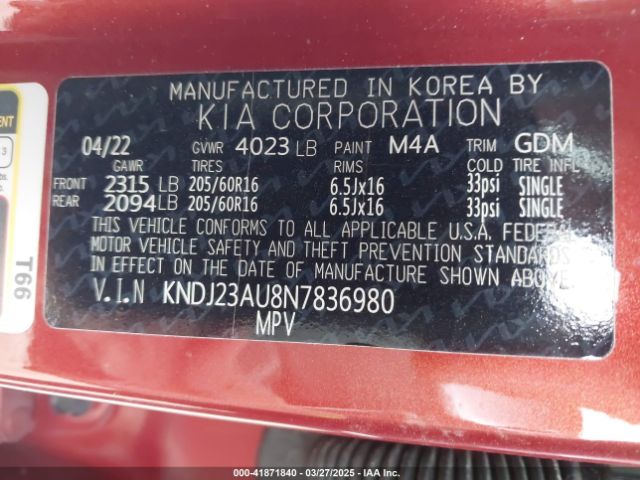 MANUFACTURED IN KOREA BY
KIA CORPORATION
04/22 GVWR 4023 LB PAINT M4A TRIM GDM
GAWR TIRES RIMS COLD TIRE INFL
FRONT 2315 LB 205/60R16 6.5Jx16 33psi SINGLE
REAR 2094 LB 205/60R16 6.5Jx16 33psi SINGLE
THIS VEHICLE CONFORMS TO ALL APPLICABLE U.S.A. FEDERAL
MOTOR VEHICLE SAFETY AND THEFT PREVENTION STANDARDS
IN EFFECT ON THE DATE OF MANUFACTURE SHOWN ABOVE
V.I.N KNDJ23AU8N7836980
MPV
T66
000-41871840 | 03/27/2025 | IAA Inc.